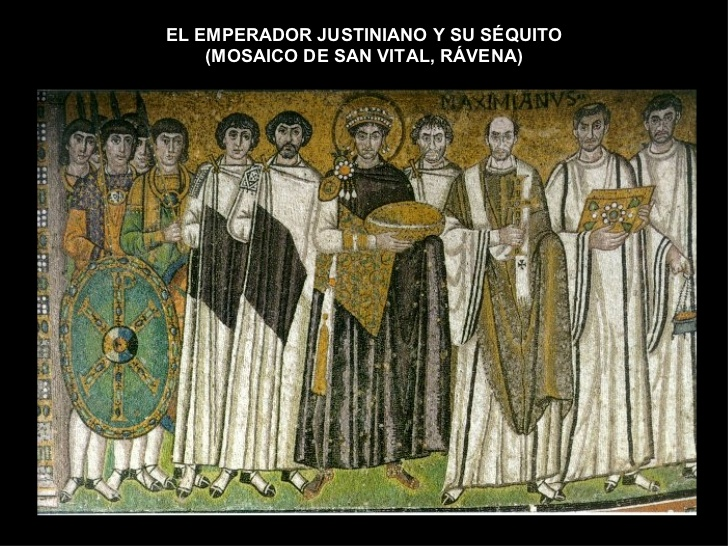 EL EMPERADOR JUSTINIANO Y SU SÉQUITO
(MOSAICO DE SAN VITAL, RÁVENA)
MAXIMIANVS